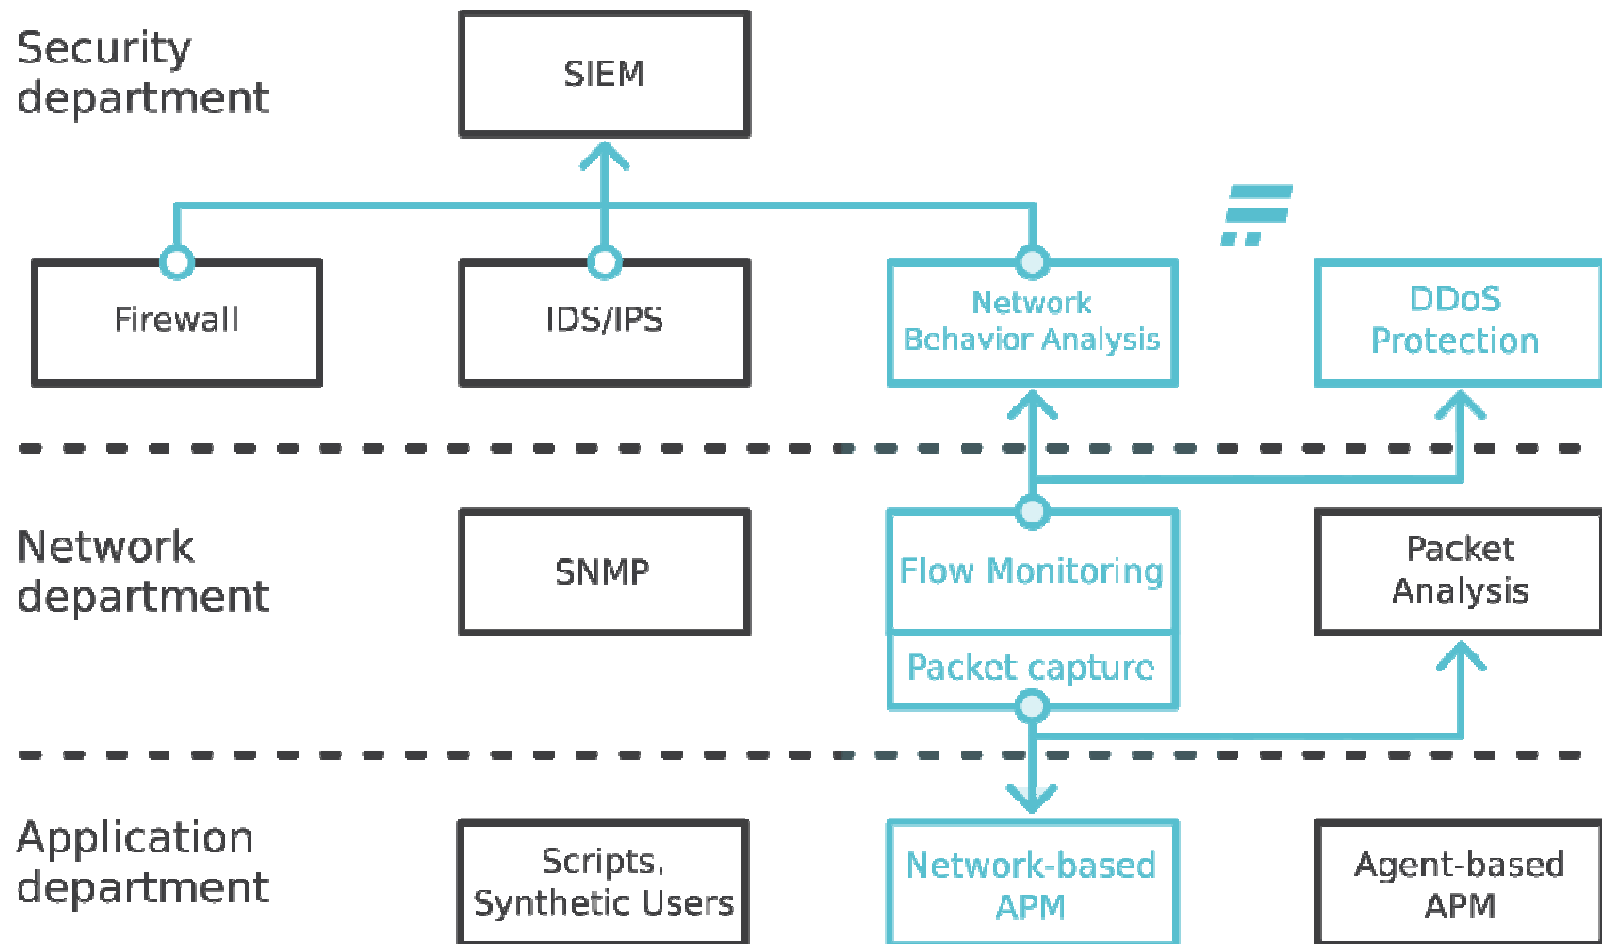 Security
department
SIEM
Firewall
IDS/IPS
Network
Behavior Analysis
DDoS
Protection
Network
department
SNMP
Flow Monitoring
Packet capture
Packet
Analysis
Application
department
Scripts,
Synthetic Users
Network-based
APM
Agent-based
APM